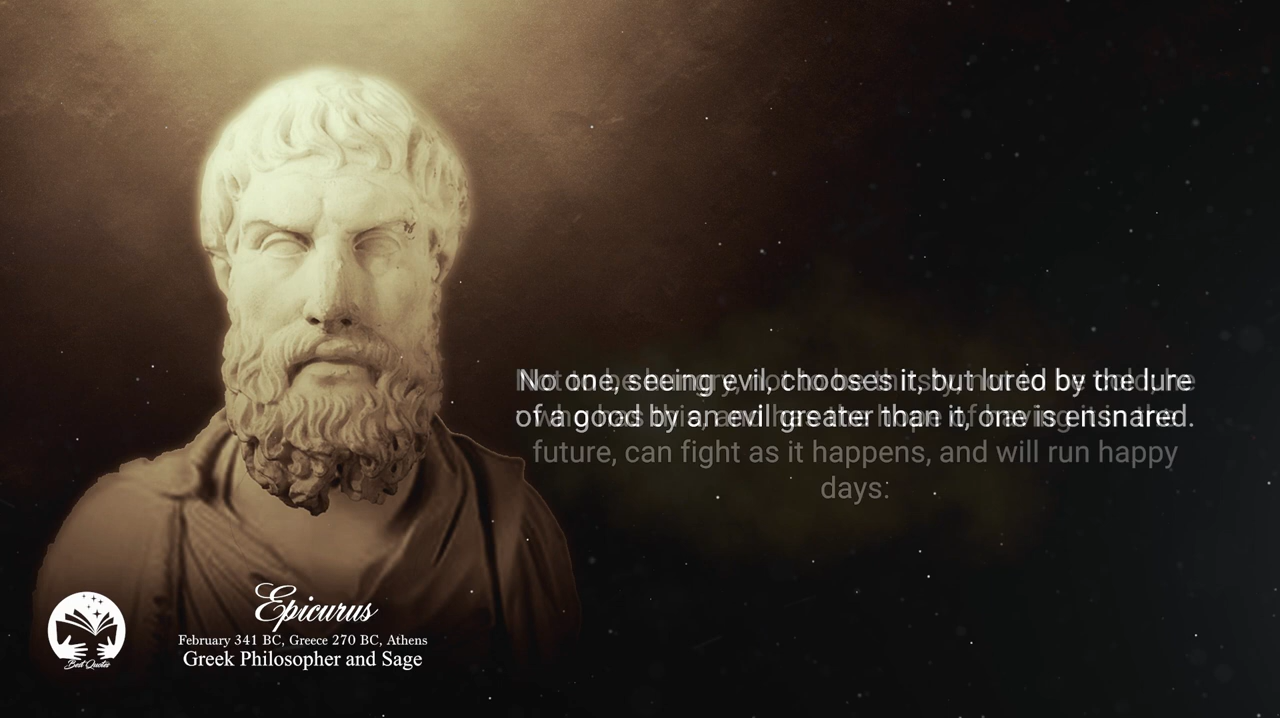 No one, seeing evil, chooses it, but lured by the lure
of a good by an evil greater than it, one is ensnared.
future, can fight as it happens, and will run happy
days:
Epicurus
February 341 BC, Greece 270 BC, Athens
Greek Philosopher and Sage
Best Quotes